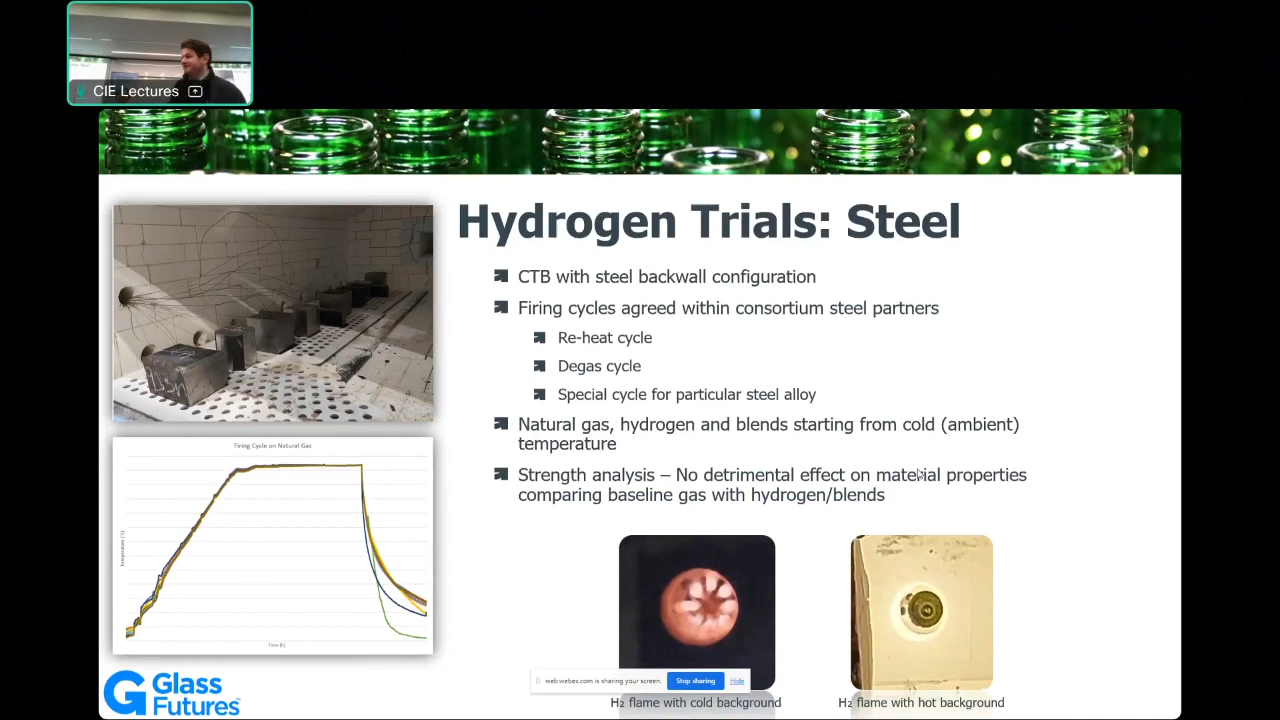 CIE Lectures
Hydrogen Trials: Steel
CTB with steel backwall configuration
Firing cycles agreed within consortium steel partners
Re-heat cycle
Degas cycle
Special cycle for particular steel alloy
Natural gas, hydrogen and blends starting from cold (ambient)
temperature
Strength analysis – No detrimental effect on material properties
comparing baseline gas with hydrogen/blends
Firing Cycle on Natural Gas
Temperature (°C)
Time (h)
web.webex.com is sharing your screen.
Stop sharing
Hide
H₂ flame with cold background
H₂ flame with hot background
Glass
Futures